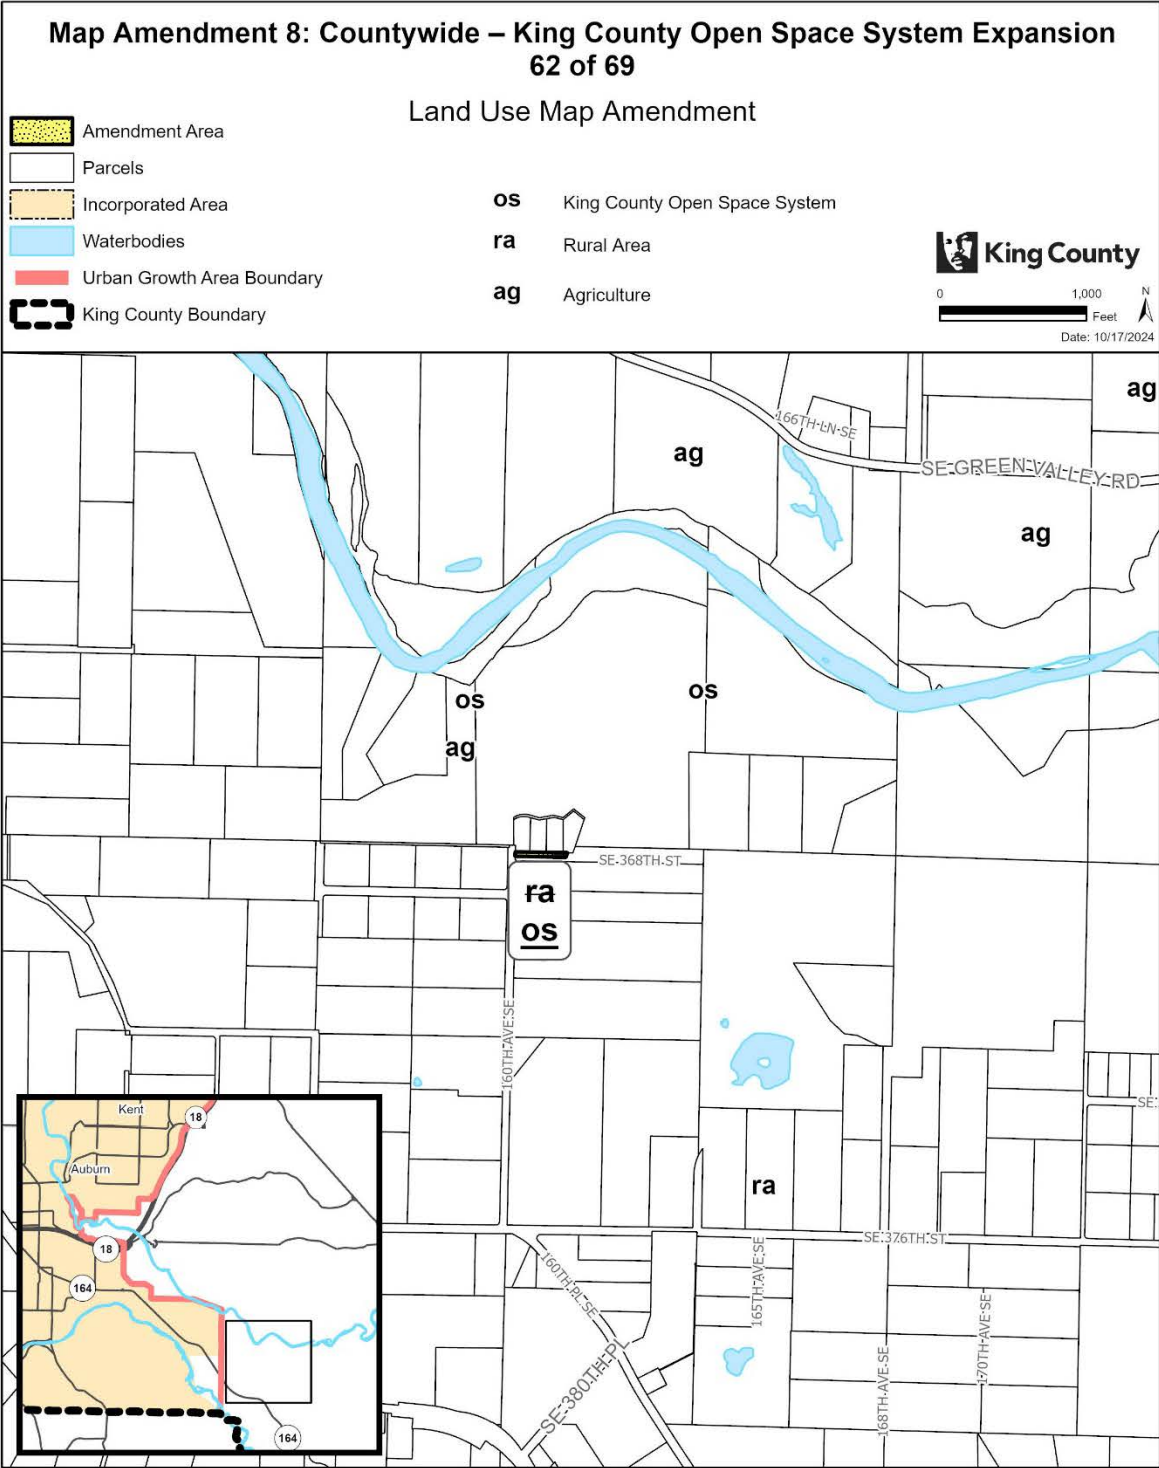 Map Amendment 8: Countywide – King County Open Space System Expansion
62 of 69
Land Use Map Amendment
Amendment Area
Parcels
Incorporated Area
Waterbodies
Urban Growth Area Boundary
King County Boundary
os King County Open Space System
ra Rural Area
ag Agriculture
King County
0 1,000
Feet
N
Date: 10/17/2024
ag
166TH LN SE
ag
SE GREEN VALLEY RD
ag
os
os
ag
SE 368TH ST
ra
os
160TH AVE SE
SE
ra
SE 376TH ST
160TH PL SE
165TH AVE SE
170TH AVE SE
168TH AVE SE
SE 380TH PL
Kent
18
Auburn
18
164
164